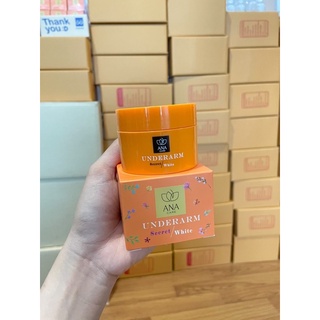 Thank
you:D
ANA
UNDERARM
Secret White
ANA
UNDERARM
Secret White